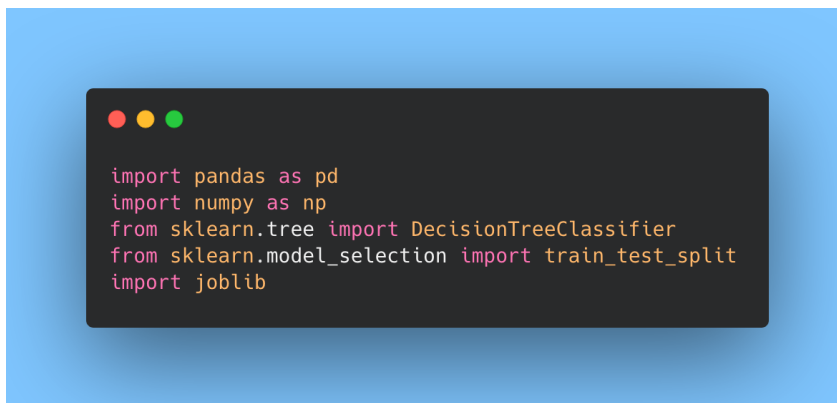 import pandas as pd
import numpy as np
from sklearn.tree import DecisionTreeClassifier
from sklearn.model_selection import train_test_split
import joblib